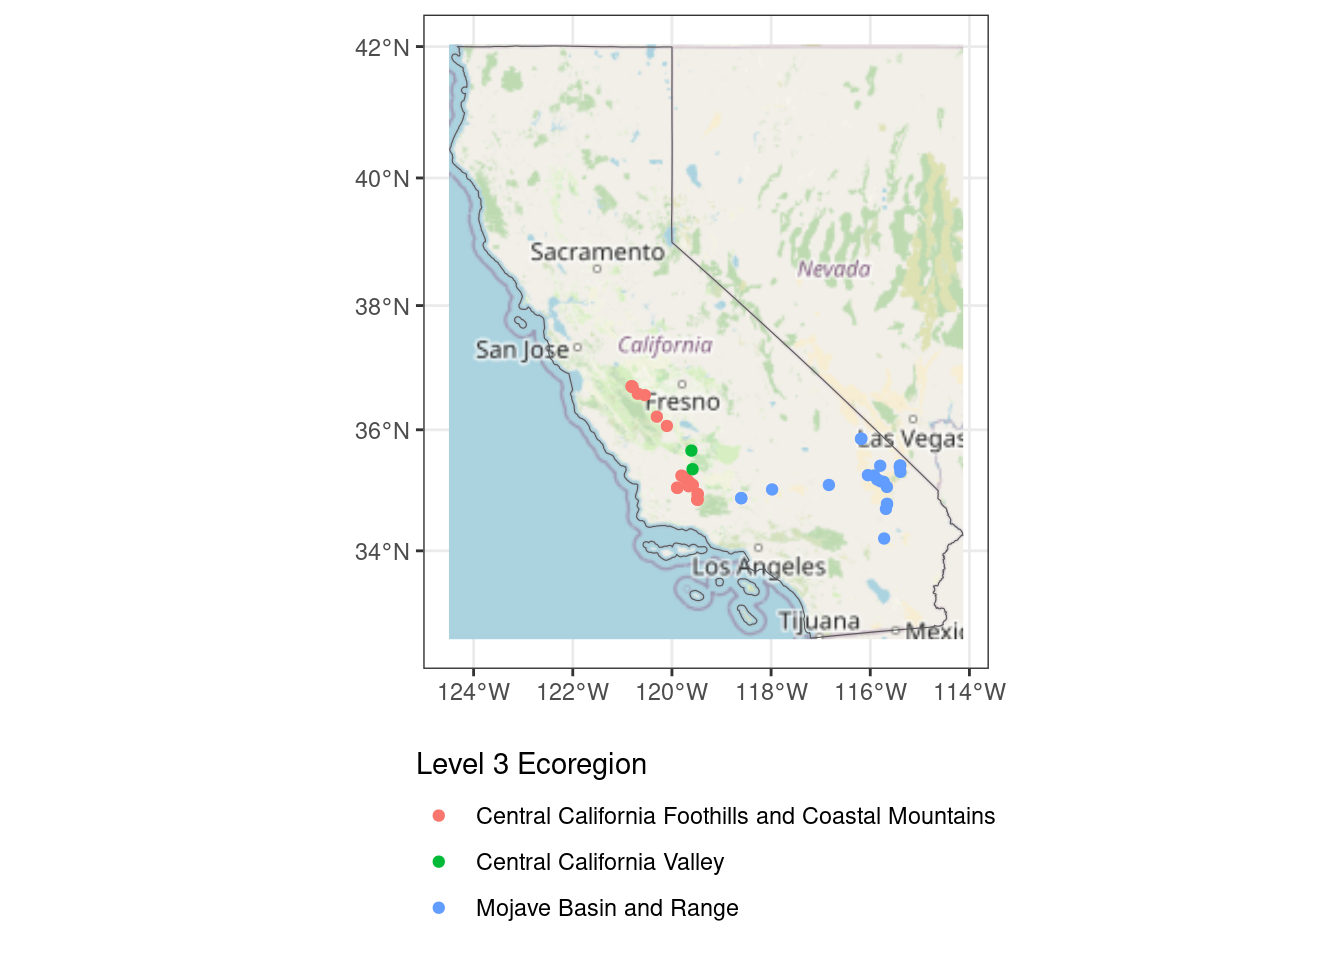 42°N
40°N
38°N
36°N
34°N
Sacramento
Nevada
San Jose
California
Fresno
Las Vegas
Los Angeles
Tijuana
Mexic
124°W 122°W 120°W 118°W 116°W 114°W
Level 3 Ecoregion
Central California Foothills and Coastal Mountains
Central California Valley
Mojave Basin and Range